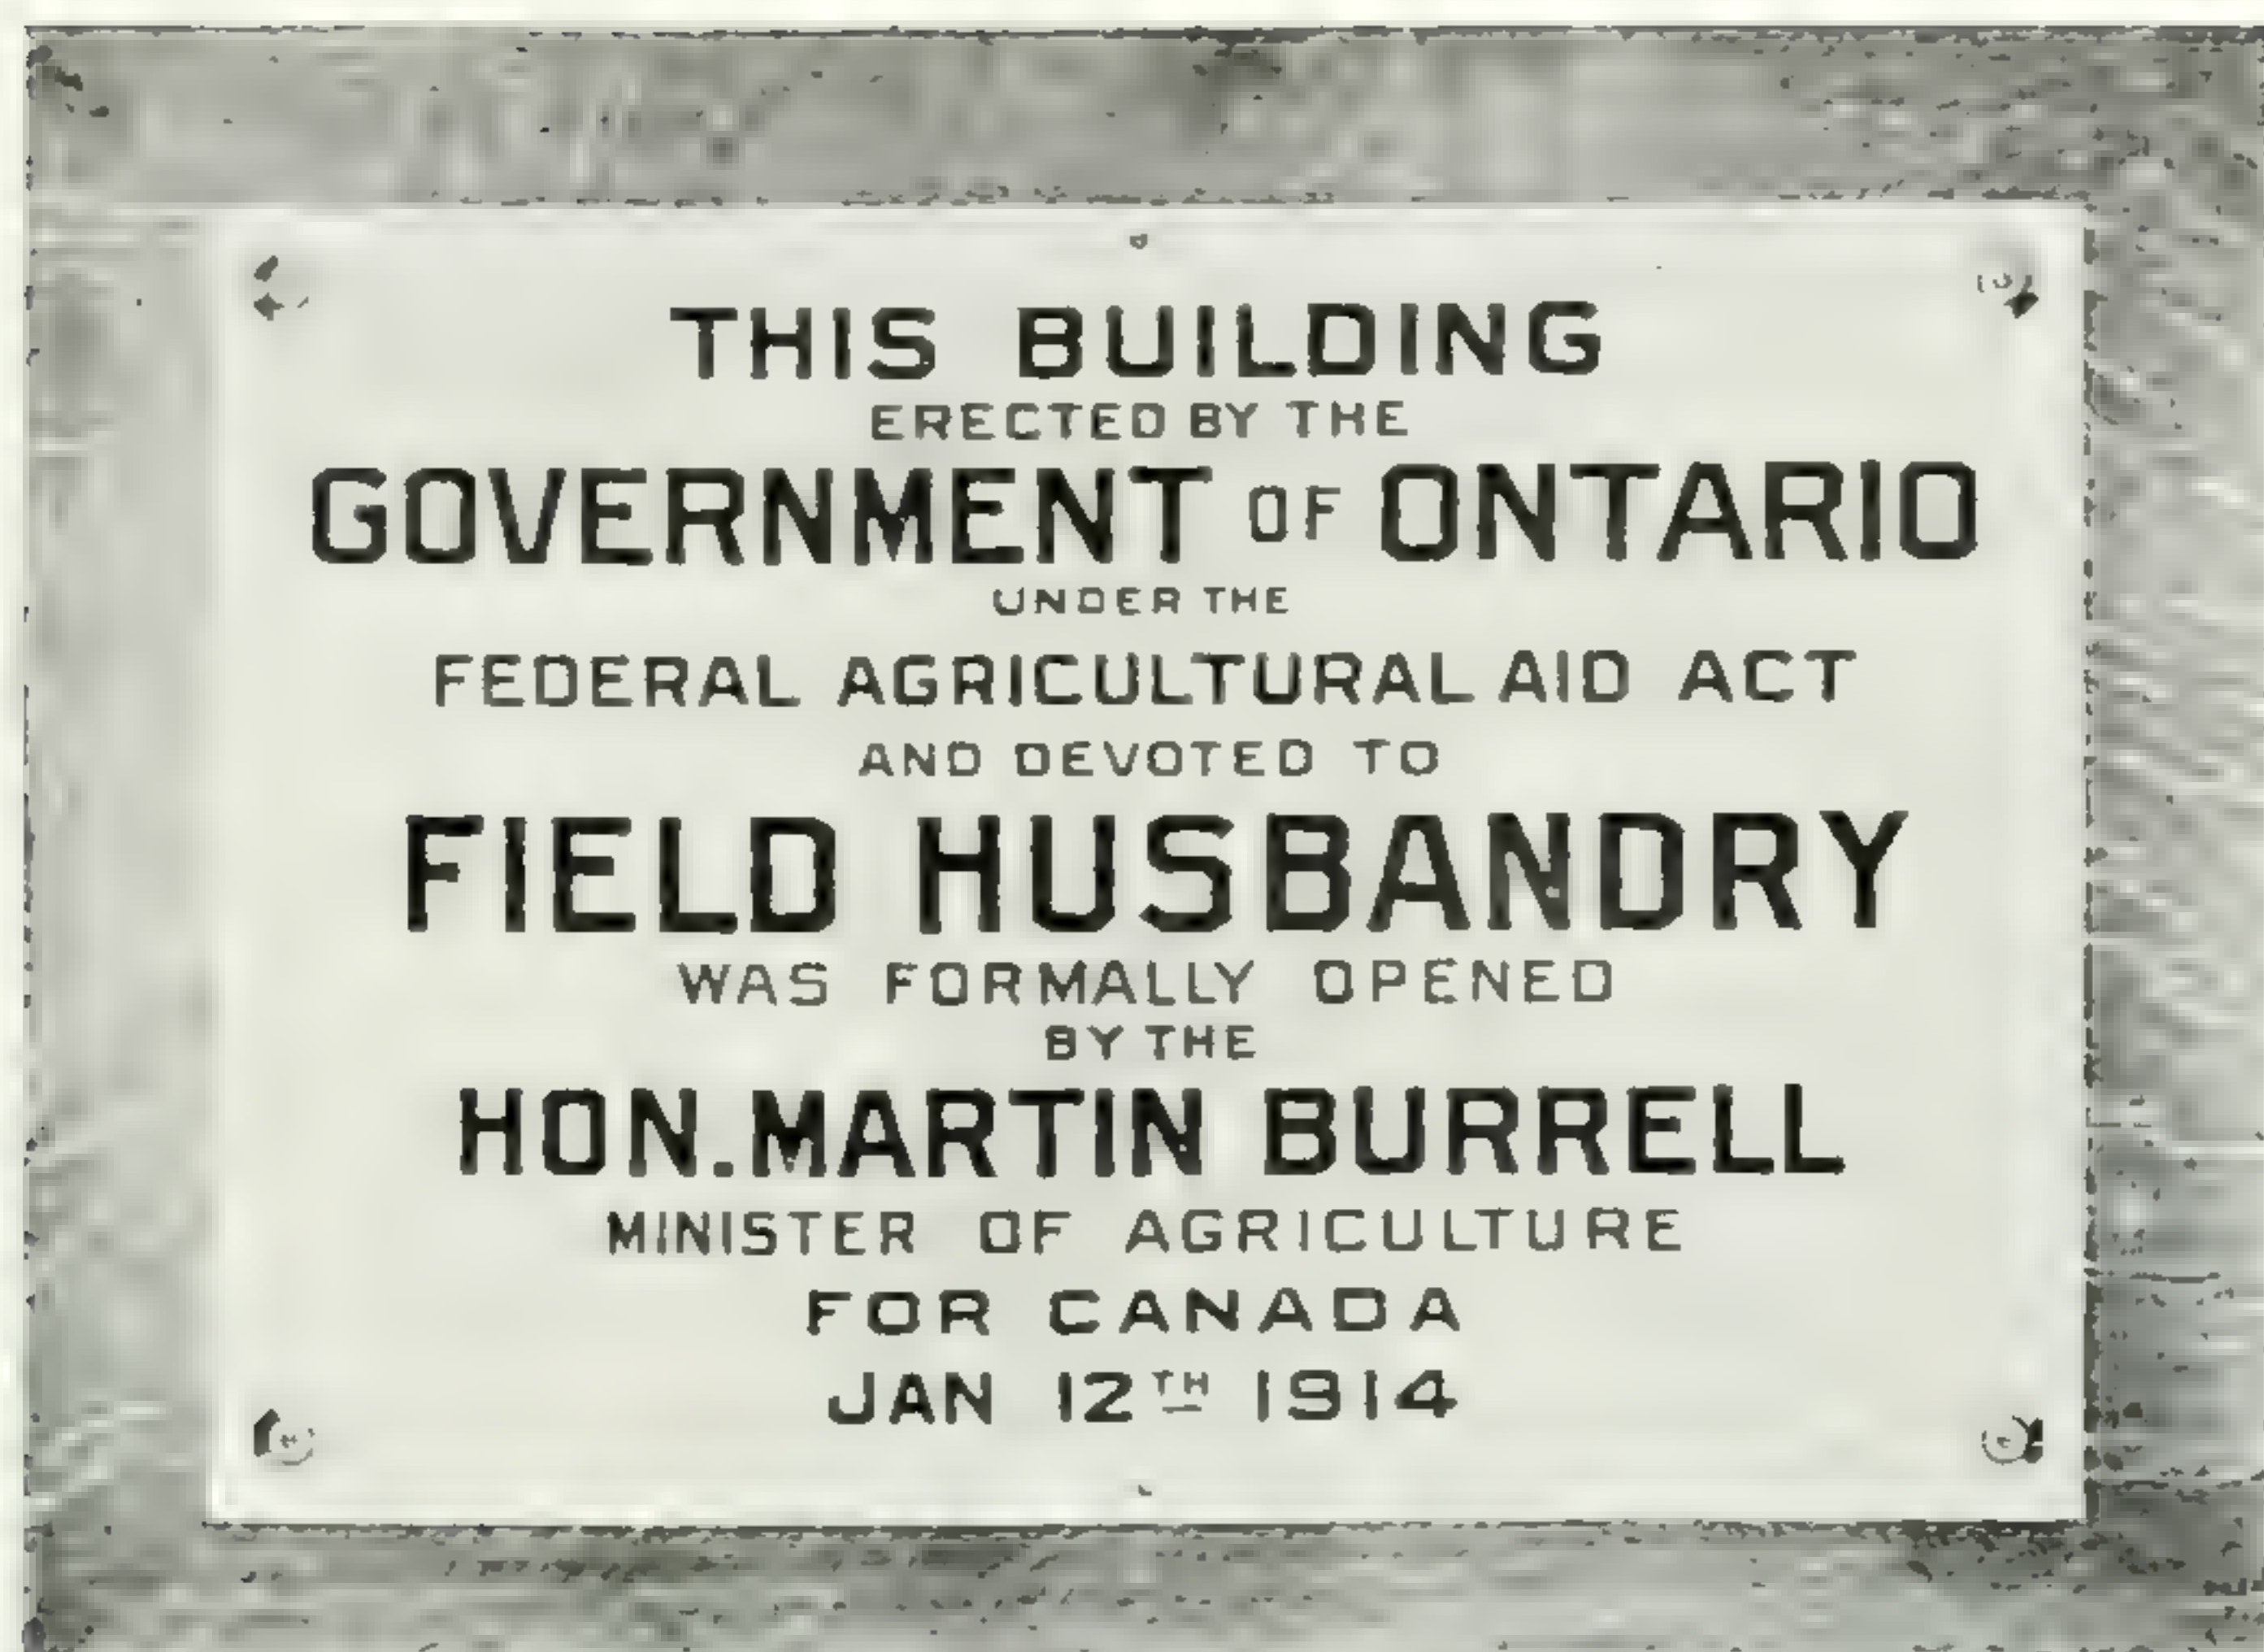 THIS BUILDING
ERECTED BY THE
GOVERNMENT OF ONTARIO
UNDER THE
FEDERAL AGRICULTURAL AID ACT
AND DEVOTED TO
FIELD HUSBANDRY
WAS FORMALLY OPENED
BY THE
HON. MARTIN BURRELL
MINISTER OF AGRICULTURE
FOR CANADA
JAN 12TH 1914